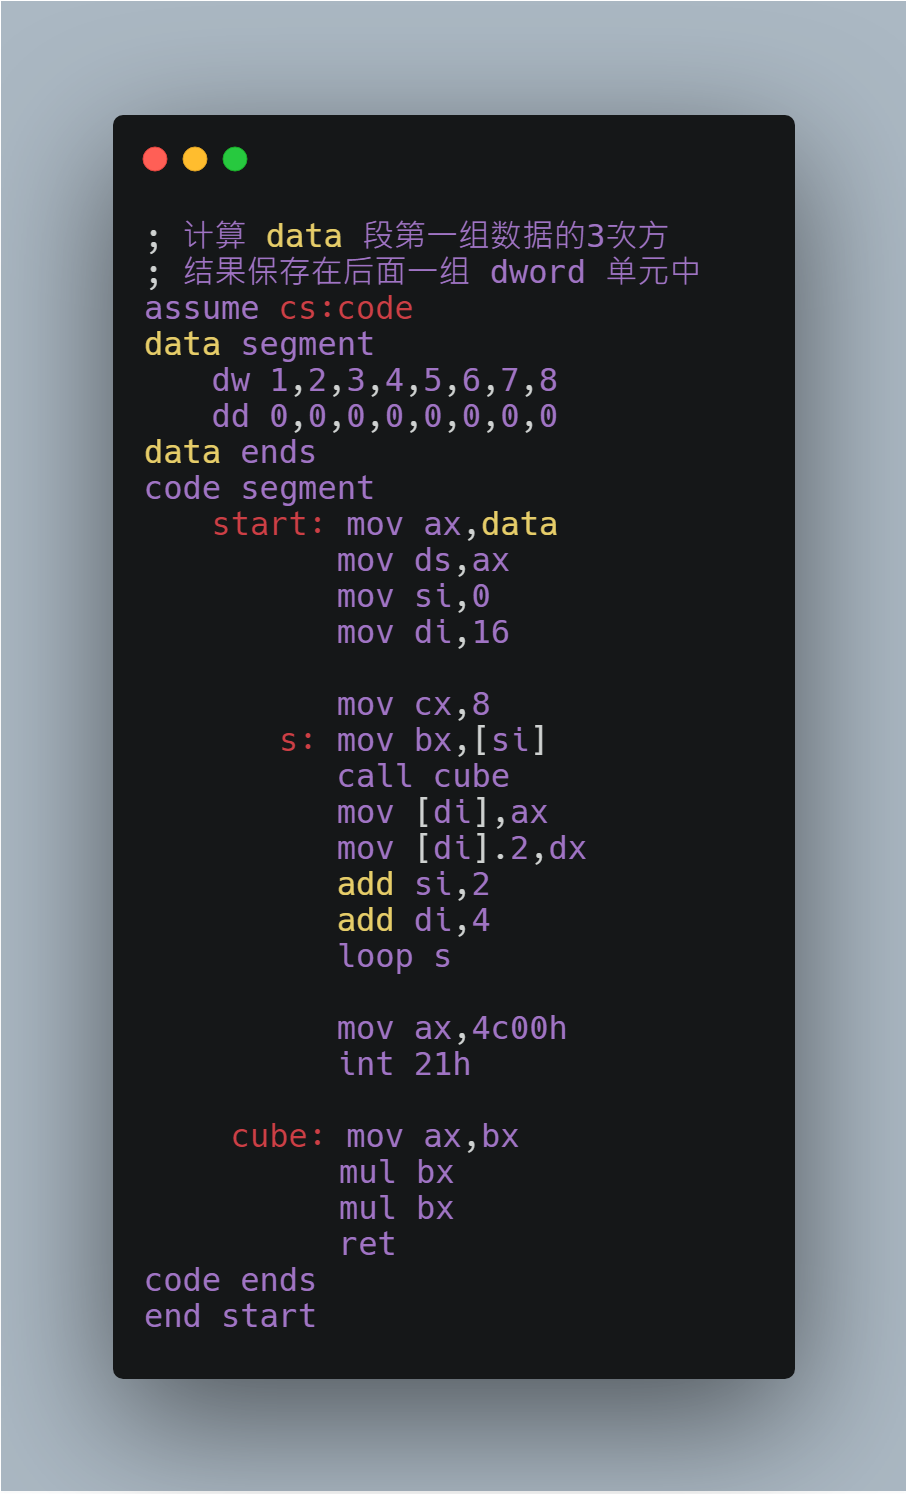 ; 计算 data 段第一组数据的3次方
; 结果保存在后面一组 dword 单元中
assume cs:code
data segment
    dw 1,2,3,4,5,6,7,8
    dd 0,0,0,0,0,0,0,0
data ends
code segment
    start: mov ax,data
           mov ds,ax
           mov si,0
           mov di,16

           mov cx,8
        s: mov bx,[si]
           call cube
           mov [di],ax
           mov [di].2,dx
           add si,2
           add di,4
           loop s

           mov ax,4c00h
           int 21h

     cube: mov ax,bx
           mul bx
           mul bx
           ret
code ends
end start